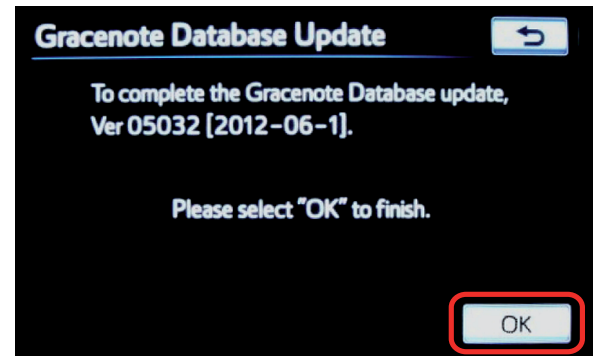 Gracenote Database Update
To complete the Gracenote Database update,
Ver 05032 [2012-06-1].
Please select "OK" to finish.
OK